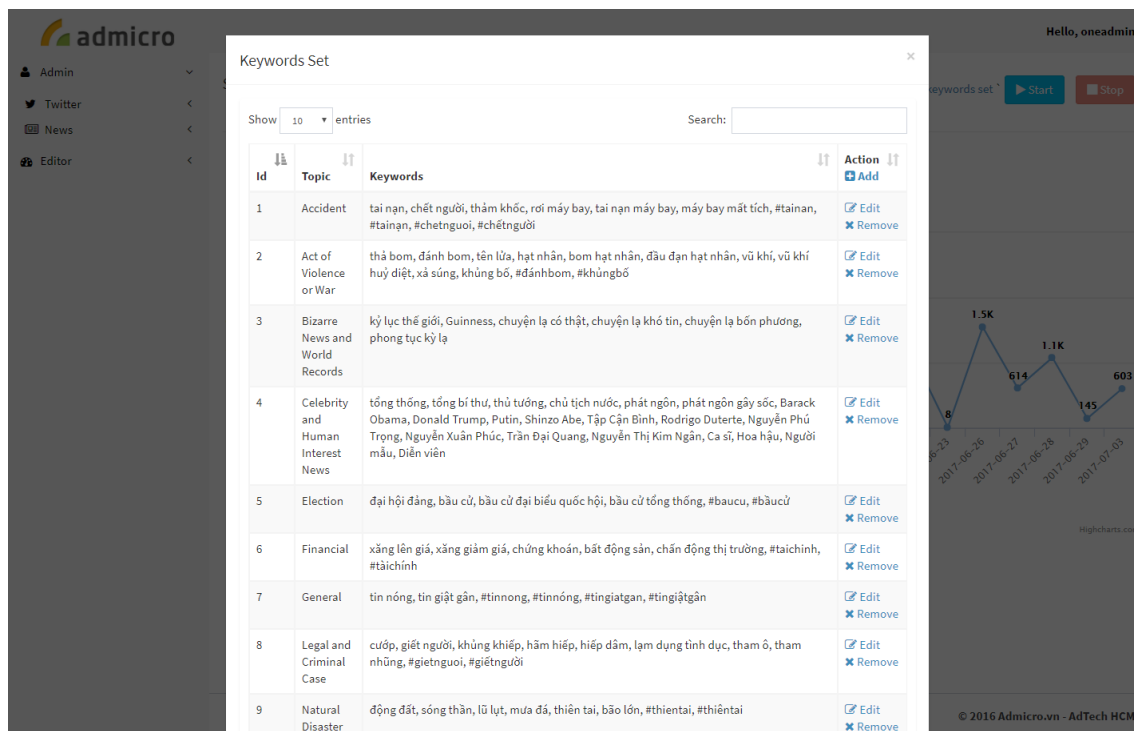 admicro
Hello, oneadmin
Admin
Twitter
News
Editor
keywords set
Start
Stop
Keywords Set
×
Show 10 entries
Search:
Id
Topic
Keywords
Action
Add
1
Accident
tai nạn, chết người, thảm khốc, rơi máy bay, tai nạn máy bay, máy bay mất tích, #tainan,
#tainạn, #chetnguoi, #chếtngười
Edit
Remove
2
Act of
Violence
or War
thả bom, đánh bom, tên lửa, hạt nhân, bom hạt nhân, đầu đạn hạt nhân, vũ khí, vũ khí
huỷ diệt, xả súng, khủng bố, #đánhbom, #khủngbố
Edit
Remove
3
Bizarre
News and
World
Records
kỷ lục thế giới, Guinness, chuyện lạ có thật, chuyện lạ khó tin, chuyện lạ bốn phương,
phong tục kỳ lạ
Edit
Remove
4
Celebrity
and
Human
Interest
News
tổng thống, tổng bí thư, thủ tướng, chủ tịch nước, phát ngôn, phát ngôn gây sốc, Barack
Obama, Donald Trump, Putin, Shinzo Abe, Tập Cận Bình, Rodrigo Duterte, Nguyễn Phú
Trọng, Nguyễn Xuân Phúc, Trần Đại Quang, Nguyễn Thị Kim Ngân, Ca sĩ, Hoa hậu, Người
mẫu, Diễn viên
Edit
Remove
5
Election
đại hội đảng, bầu cử, bầu cử đại biểu quốc hội, bầu cử tổng thống, #baucu, #bầucử
Edit
Remove
6
Financial
xăng lên giá, xăng giảm giá, chứng khoán, bất động sản, chấn động thị trường, #taichinh,
#tàichính
Edit
Remove
7
General
tin nóng, tin giật gân, #tinnong, #tinnóng, #tingiatgan, #tingiậtgân
Edit
Remove
8
Legal and
Criminal
Case
cướp, giết người, khủng khiếp, hãm hiếp, hiếp dâm, lạm dụng tình dục, tham ô, tham
nhũng, #gietnguoi, #giếtngười
Edit
Remove
9
Natural
Disaster
động đất, sóng thần, lũ lụt, mưa đá, thiên tai, bão lớn, #thientai, #thiêntai
Edit
Remove
1.5K
1.1K
614
603
145
8
06-23
2017-06-26
2017-06-27
2017-06-28
2017-06-29
2017-07-03
Highcharts.co
© 2016 Admicro.vn - AdTech HCM